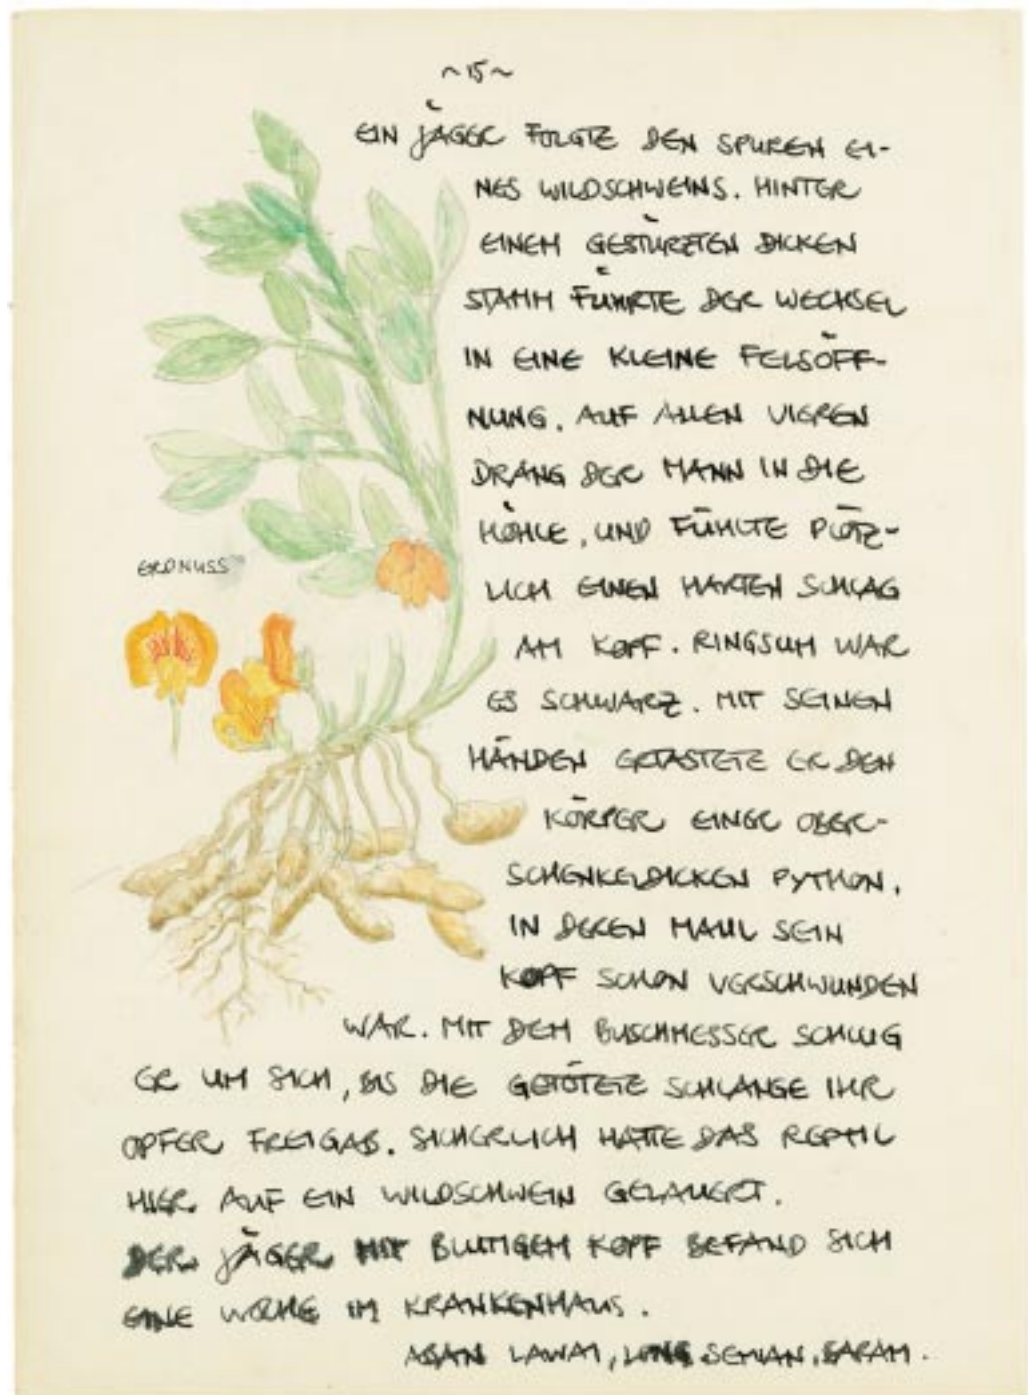 ~15~
EIN JÄGER FOLGTE DEN SPUREN EI-
NES WILDSCHWEINS. HINTER
EINEM GESTÜRZTEN DICKEN
STAMM FÜHRTE DER WECHSEL
IN EINE KLEINE FELSÖFF-
NUNG. AUF ALLEN VIEREN
DRANG DER MANN IN DIE
HÖHLE, UND FÜHLTE PLÖTZ-
LICH EINEN HARTEN SCHLAG
AM KOPF. RINGSUM WAR
ES SCHWARZ. MIT SEINEN
HÄNDEN ERTASTETE ER DEN
KÖRPER EINER OBER-
SCHENKELDICKEN PYTHON,
IN DEREN MAUL SEIN
KOPF SCHON VERSCHWUNDEN
WAR. MIT DEM BUSCHMESSER SCHLUG
ER UM SICH, BIS DIE GETÖTETE SCHLANGE IHR
OPFER FREIGAB. SICHERLICH HATTE DAS REPTIL
HIER AUF EIN WILDSCHWEIN GELAUERT.
DER JÄGER MIT BLUTIGEM KOPF BEFAND SICH
EINE WOCHE IM KRANKENHAUS.
ASAN LAWAI, LONG SEMIAN,
ERDNUSS